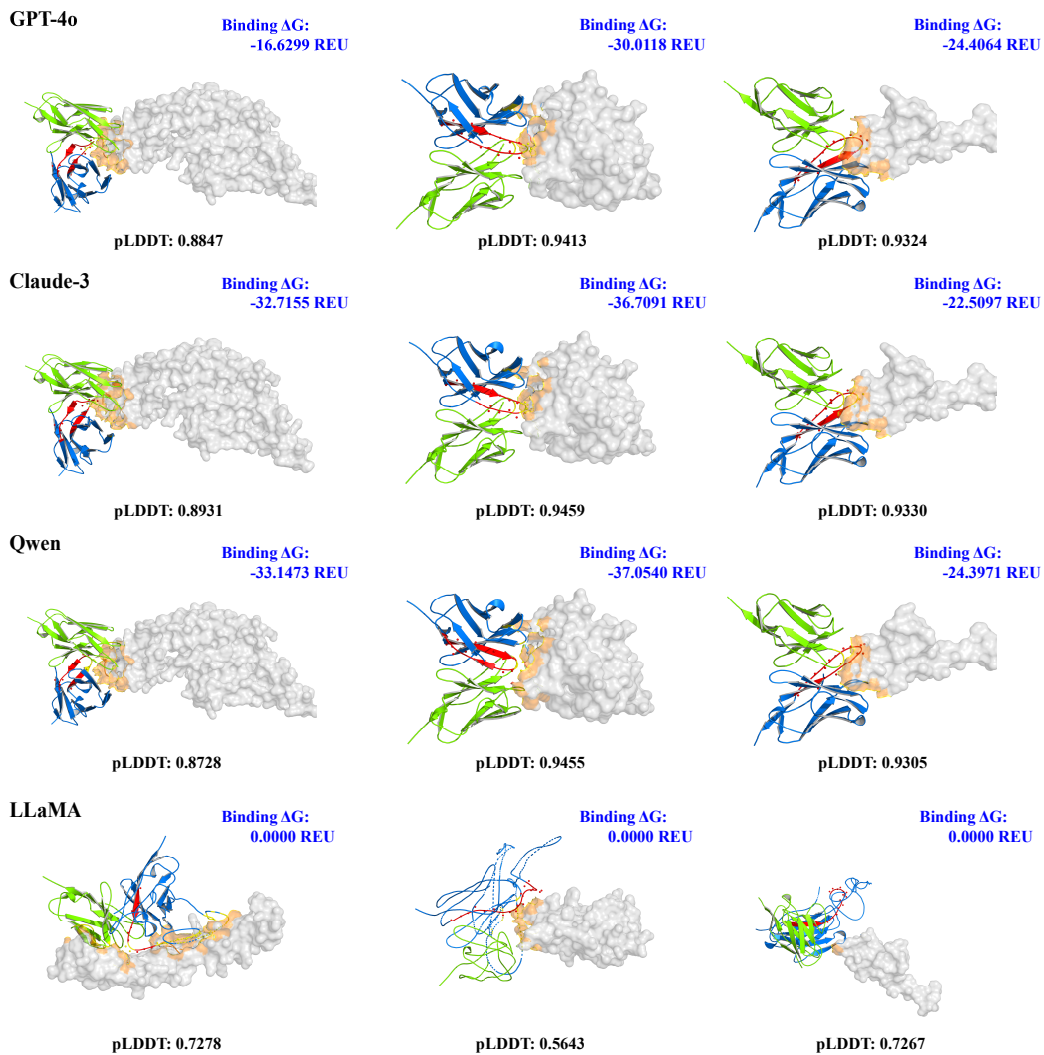 GPT-4o
Binding ΔG:
-16.6299 REU
Binding ΔG:
-30.0118 REU
Binding ΔG:
-24.4064 REU
pLDDT: 0.8847
pLDDT: 0.9413
pLDDT: 0.9324
Claude-3
Binding ΔG:
-32.7155 REU
Binding ΔG:
-36.7091 REU
Binding ΔG:
-22.5097 REU
pLDDT: 0.8931
pLDDT: 0.9459
pLDDT: 0.9330
Qwen
Binding ΔG:
-33.1473 REU
Binding ΔG:
-37.0540 REU
Binding ΔG:
-24.3971 REU
pLDDT: 0.8728
pLDDT: 0.9455
pLDDT: 0.9305
LLaMA
Binding ΔG:
0.0000 REU
Binding ΔG:
0.0000 REU
Binding ΔG:
0.0000 REU
pLDDT: 0.7278
pLDDT: 0.5643
pLDDT: 0.7267